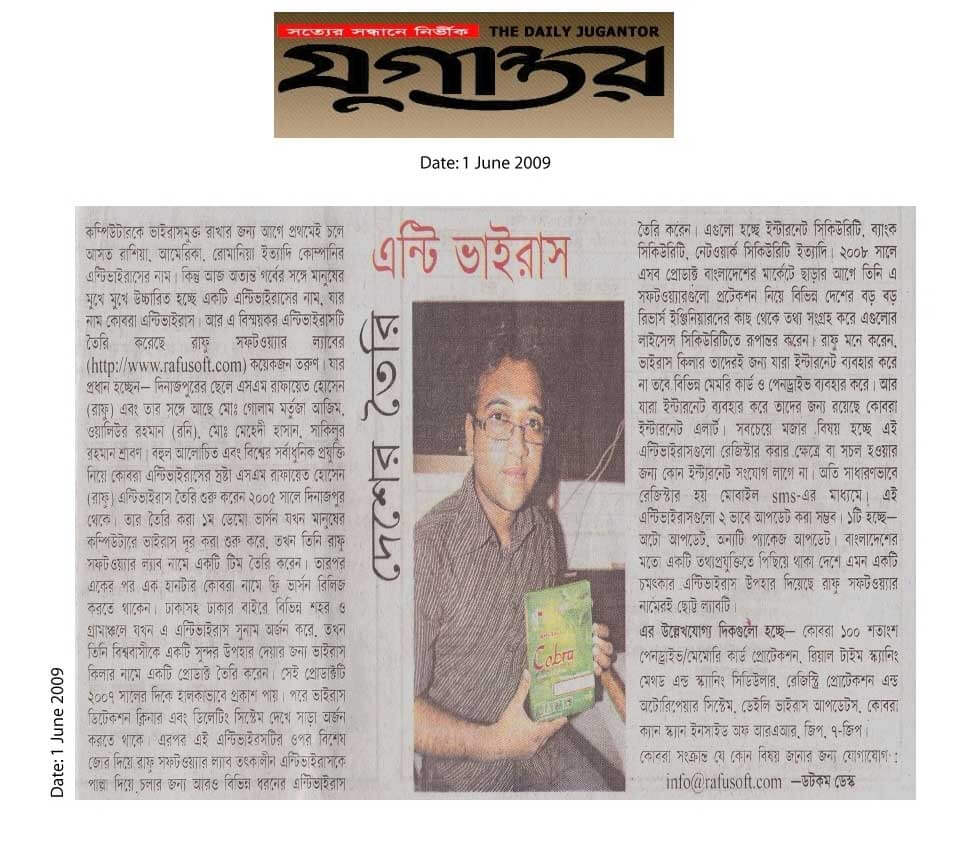 সত্যের সন্ধানে নির্ভীক
THE DAILY JUGANTOR
যুগান্তর
Date: 1 June 2009
এন্টি ভাইরাস
দেশের তৈরি
কম্পিউটারকে ভাইরাসমুক্ত রাখার জন্য আগে প্রথমেই চলে
আসত রাশিয়া, আমেরিকা, রোমানিয়া ইত্যাদি কোম্পানির
এন্টিভাইরাসের নাম। কিন্তু আজ অত্যন্ত গর্বের সঙ্গে মানুষের
মুখে মুখে উচ্চারিত হচ্ছে একটি এন্টিভাইরাসের নাম, যার
নাম কোবরা এন্টিভাইরাস। আর এ বিস্ময়কর এন্টিভাইরাসটি
তৈরি করেছে রাফু সফটওয়্যার ল্যাবের
(http://www.rafusoft.com) কয়েকজন তরুণ। যার
প্রধান হচ্ছেন— দিনাজপুরের ছেলে এসএম রাফায়েত হোসেন
(রাফু) এবং তার সঙ্গে আছে মোঃ গোলাম মর্তুজা আজিম,
ওয়ালিউর রহমান (রনি), মোঃ মেহেদী হাসান, সাকিলুর
রহমান শ্রাবণ। বহুল আলোচিত এবং বিশ্বের সর্বাধুনিক প্রযুক্তি
নিয়ে কোবরা এন্টিভাইরাসের স্রষ্টা এসএম রাফায়েত হোসেন
(রাফু) এন্টিভাইরাস তৈরি শুরু করেন ২০০৫ সালে দিনাজপুর
থেকে। তার তৈরি করা ১ম ডেমো ভার্সন যখন মানুষের
কম্পিউটারে ভাইরাস দূর করা শুরু করে, তখন তিনি রাফু
সফটওয়্যার ল্যাব নামে একটি টিম তৈরি করেন। তারপর
একের পর এক হানটার কোবরা নামে ফ্রি ভার্সন রিলিজ
করতে থাকেন। ঢাকাসহ ঢাকার বাইরে বিভিন্ন শহর ও
গ্রামাঞ্চলে যখন এ এন্টিভাইরাস সুনাম অর্জন করে, তখন
তিনি বিশ্ববাসীকে একটি সুন্দর উপহার দেয়ার জন্য ভাইরাস
কিলার নামে একটি প্রোডাক্ট তৈরি করেন। সেই প্রোডাক্টটি
২০০৭ সালের দিকে হালকাভাবে প্রকাশ পায়। পরে ভাইরাস
ডিটেকশন ক্লিনার এবং ডিলেটিং সিস্টেম দেখে সাড়া অর্জন
করতে থাকে। এরপর এই এন্টিভাইরাসটির ওপর বিশেষ
জোর দিয়ে রাফু সফটওয়্যার ল্যাব তৎকালীন এন্টিভাইরাসকে
পাল্লা দিয়ে চলার জন্য আরও বিভিন্ন ধরনের এন্টিভাইরাস
Cobra
তৈরি করেন। এগুলো হচ্ছে ইন্টারনেট সিকিউরিটি, ব্যাংক
সিকিউরিটি, নেটওয়ার্ক সিকিউরিটি ইত্যাদি। ২০০৮ সালে
এসব প্রোডাক্ট বাংলাদেশের মার্কেটে ছাড়ার আগে তিনি এ
সফটওয়্যারগুলো প্রটেকশন নিয়ে বিভিন্ন দেশের বড় বড়
রিভার্স ইঞ্জিনিয়ারদের কাছ থেকে তথ্য সংগ্রহ করে এগুলোর
লাইসেন্স সিকিউরিটিতে রূপান্তর করেন। রাফু মনে করেন,
ভাইরাস কিলার তাদেরই জন্য যারা ইন্টারনেট ব্যবহার করে
না তবে বিভিন্ন মেমরি কার্ড ও পেনড্রাইভ ব্যবহার করে। আর
যারা ইন্টারনেট ব্যবহার করে তাদের জন্য রয়েছে কোবরা
ইন্টারনেট এলার্ট। সবচেয়ে মজার বিষয় হচ্ছে এই
এন্টিভাইরাসগুলো রেজিস্টার করার ক্ষেত্রে বা সচল হওয়ার
জন্য কোন ইন্টারনেট সংযোগ লাগে না। অতি সাধারণভাবে
রেজিস্টার হয় মোবাইল sms-এর মাধ্যমে। এই
এন্টিভাইরাসগুলো ২ ভাবে আপডেট করা সম্ভব। ১টি হচ্ছে—
অটো আপডেট, অন্যটি প্যাকেজ আপডেট। বাংলাদেশের
মতো একটি তথ্যপ্রযুক্তিতে পিছিয়ে থাকা দেশে এমন একটি
চমৎকার এন্টিভাইরাস উপহার দিয়েছে রাফু সফটওয়্যার
নামেরই ছোট্ট ল্যাবটি।
এর উল্লেখযোগ্য দিকগুলো হচ্ছে— কোবরা ১০০ শতাংশ
পেনড্রাইভ/মেমোরি কার্ড প্রোটেকশন, রিয়াল টাইম স্ক্যানিং
মেথড এন্ড স্ক্যানিং সিডিউলার, রেজিস্ট্রি প্রোটেকশন এন্ড
অটোরিপেয়ার সিস্টেম, ডেইলি ভাইরাস আপডেটস, কোবরা
ক্যান স্ক্যান ইনসাইড অফ আরএআর, জিপ, ৭-জিপ।
কোবরা সংক্রান্ত যে কোন বিষয় জানার জন্য যোগাযোগ :
info@rafusoft.com —ডটকম ডেস্ক
Date: 1 June 2009